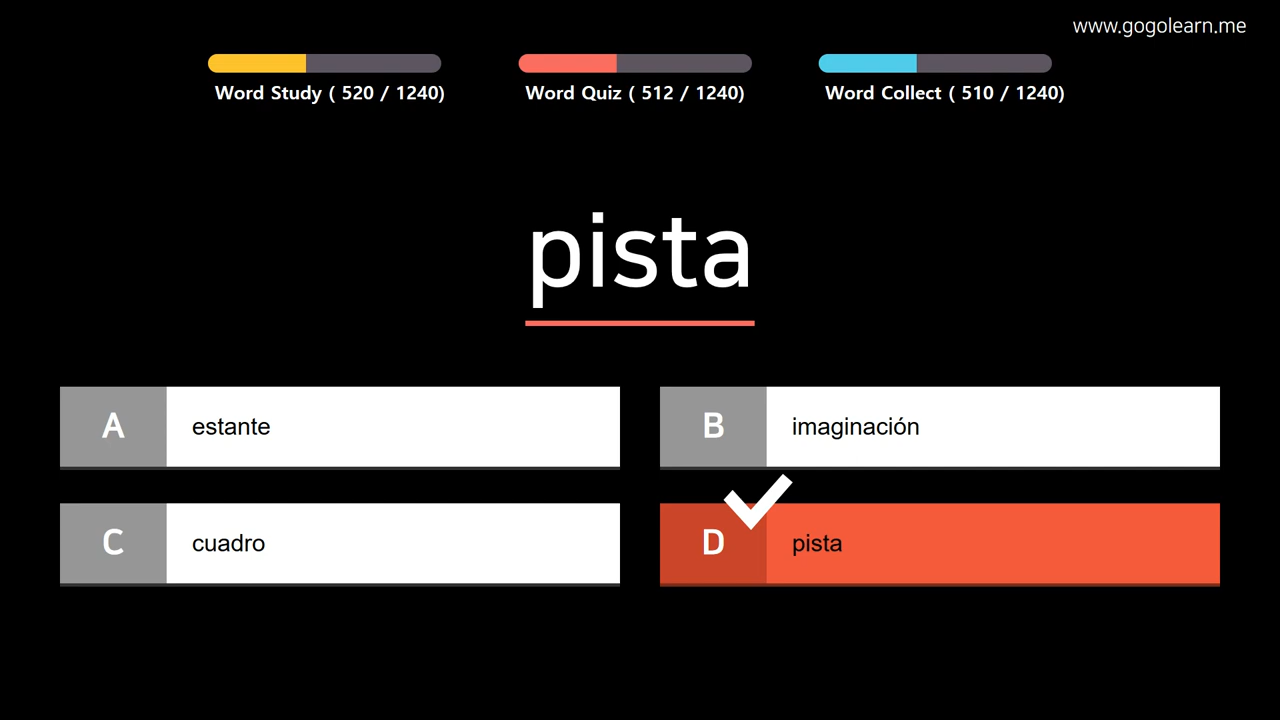 www.gogolearn.me
Word Study ( 520 / 1240)
Word Quiz ( 512 / 1240)
Word Collect ( 510 / 1240)
pista
A estante
B imaginación
C cuadro
D pista